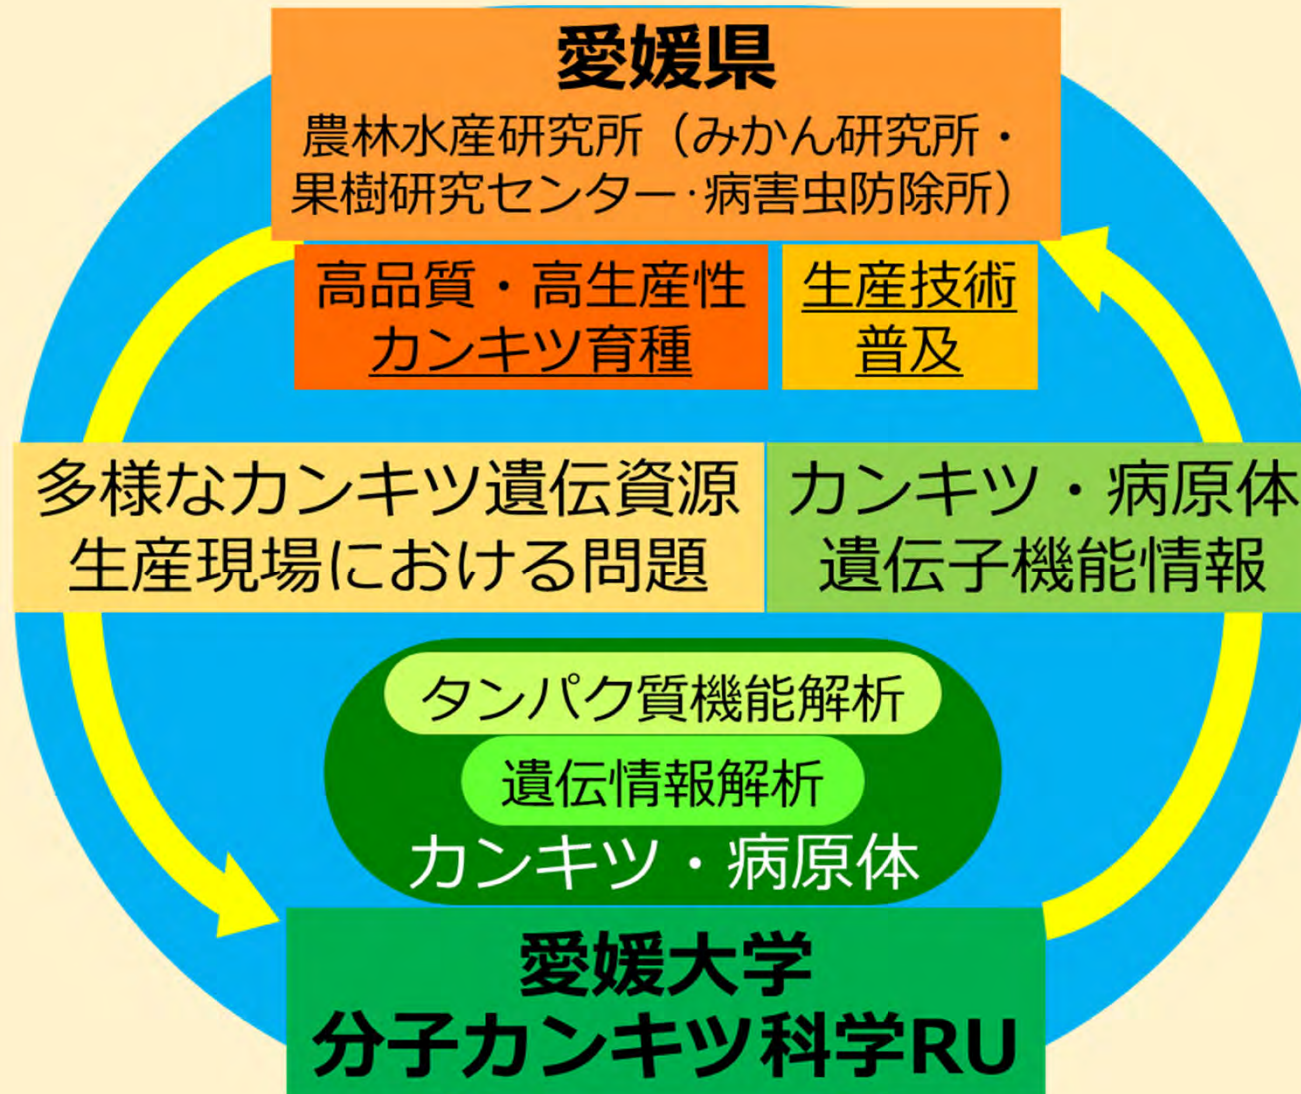 愛媛県
農林水産研究所（みかん研究所・
果樹研究センター･病害虫防除所）
高品質・高生産性
カンキツ育種
生産技術
普及
多様なカンキツ遺伝資源
生産現場における問題
カンキツ・病原体
遺伝子機能情報
タンパク質機能解析
遺伝情報解析
カンキツ・病原体
愛媛大学
分子カンキツ科学RU